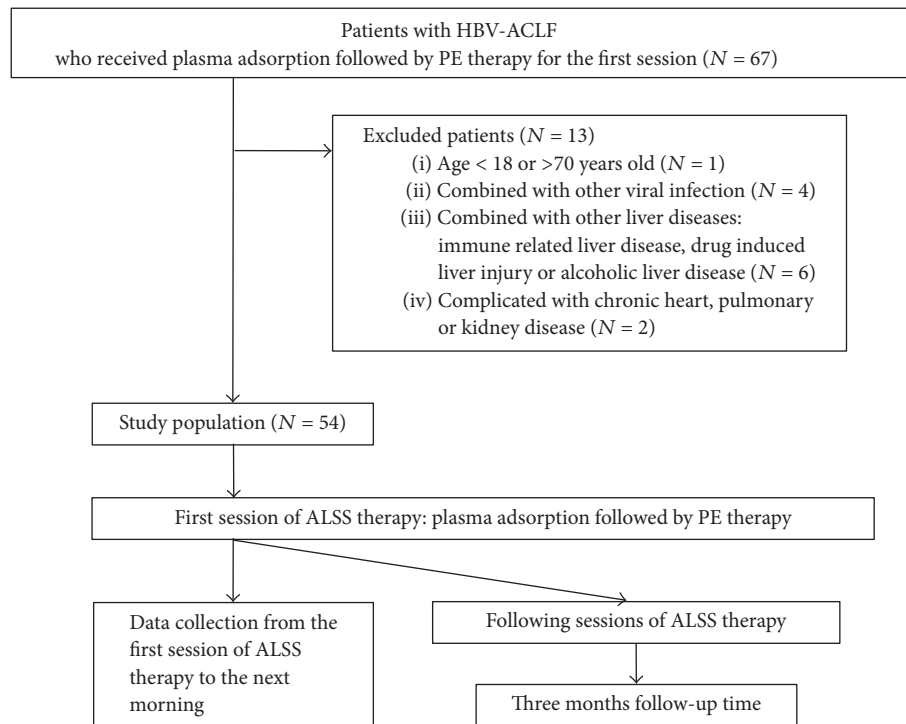 Patients with HBV-ACLF
who received plasma adsorption followed by PE therapy for the first session (N = 67)
Excluded patients (N = 13)
(i) Age < 18 or >70 years old (N = 1)
(ii) Combined with other viral infection (N = 4)
(iii) Combined with other liver diseases:
immune related liver disease, drug induced
liver injury or alcoholic liver disease (N = 6)
(iv) Complicated with chronic heart, pulmonary
or kidney disease (N = 2)
Study population (N = 54)
First session of ALSS therapy: plasma adsorption followed by PE therapy
Data collection from the
first session of ALSS
therapy to the next
morning
Following sessions of ALSS therapy
Three months follow-up time